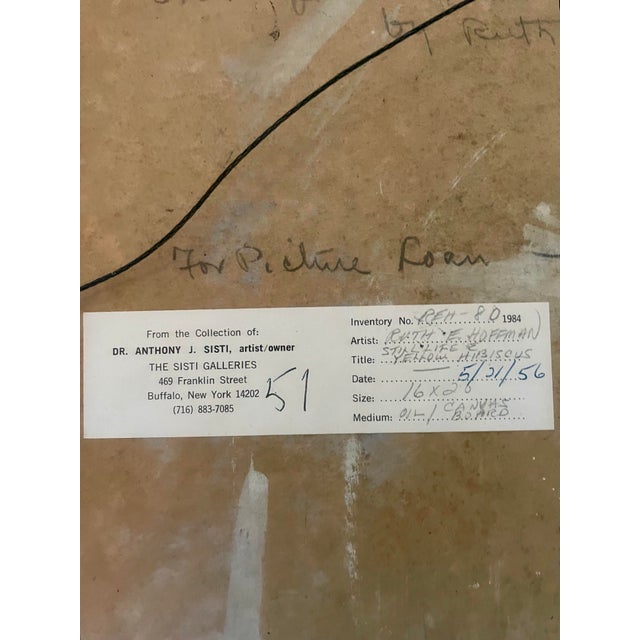 by Ruth
For Picture Loan —
From the Collection of:
DR. ANTHONY J. SISTI, artist/owner
THE SISTI GALLERIES
469 Franklin Street
Buffalo, New York 14202
(716) 883-7085
51
Inventory No. REH-80 1984
Artist: RUTH E HOFFMAN
STILL LIFE
Title: YELLOW HIBISCUS
Date: 5/21/56
Size: 16 X 20
CANVAS
Medium: OIL/ BOARD